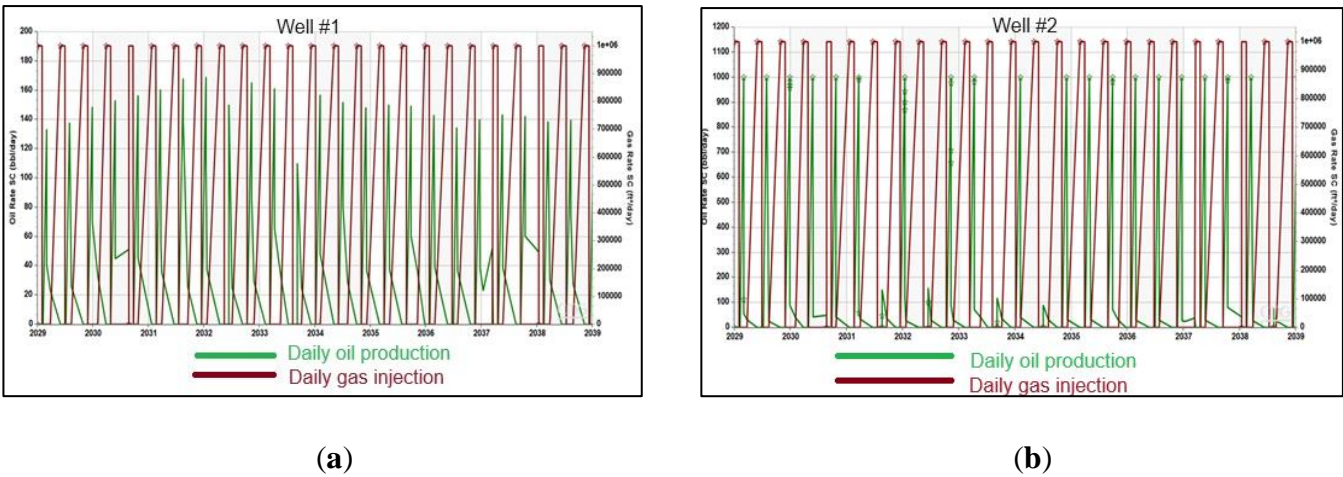 Well #1
200
180
160
140
120
100
80
60
40
20
0
Oil Rate SC (bbl/day)
1e+06
900000
800000
700000
600000
500000
400000
300000
200000
100000
0
Gas Rate SC (ft³/day)
2029 2030 2031 2032 2033 2034 2035 2036 2037 2038 2039
Daily oil production
Daily gas injection
(a)
Well #2
1200
1100
1000
900
800
700
600
500
400
300
200
100
0
Oil Rate SC (bbl/day)
1e+06
900000
800000
700000
600000
500000
400000
300000
200000
100000
0
Gas Rate SC (ft³/day)
2029 2030 2031 2032 2033 2034 2035 2036 2037 2038 2039
Daily oil production
Daily gas injection
(b)